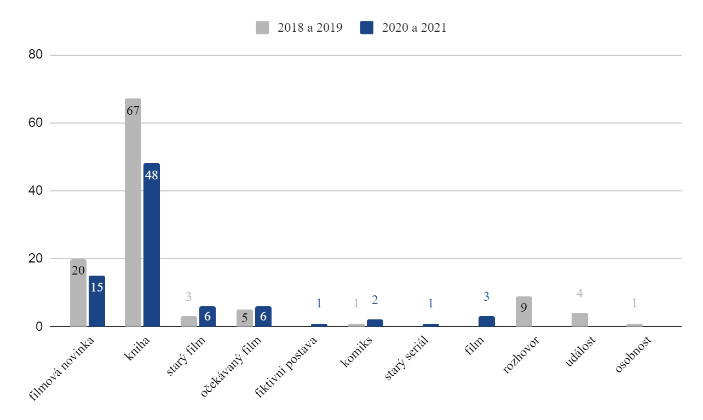 2018 a 2019 2020 a 2021
80
60
40
20
0
20 15 67 48 3 6 5 6 1 1 2 1 3 9 4 1
filmová novinka
kniha
starý film
očekávaný film
fiktivní postava
komiks
starý seriál
film
rozhovor
událost
osobnost